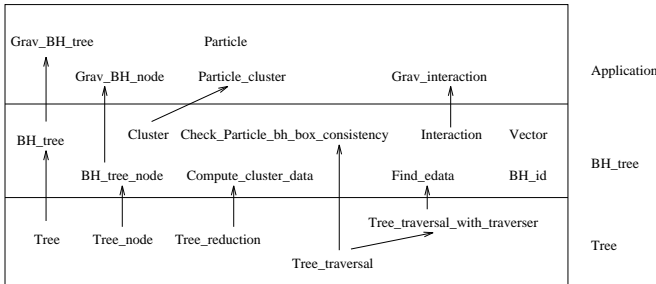 Grav_BH_tree Particle
Grav_BH_node Particle_cluster Grav_interaction Application
Cluster Check_Particle_bh_box_consistency Interaction Vector
BH_tree
BH_tree
BH_tree_node Compute_cluster_data Find_edata BH_id
Tree_traversal_with_traverser
Tree Tree_node Tree_reduction Tree
Tree_traversal